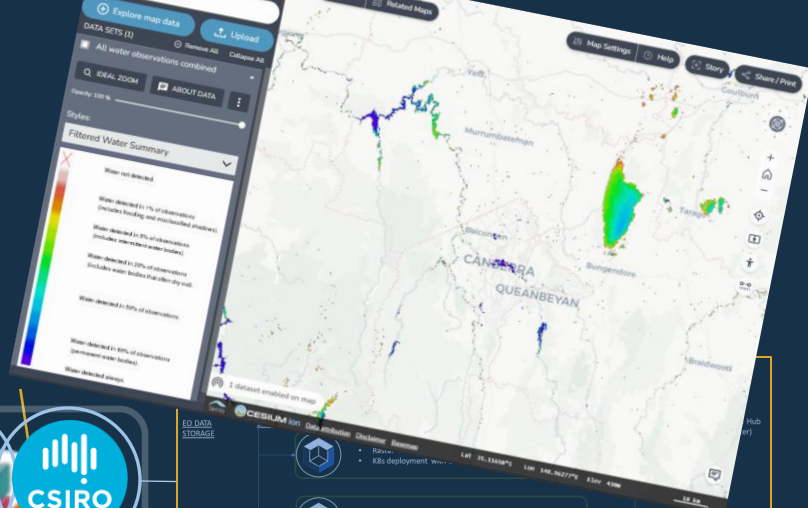 Explore map data
Upload
DATA SETS (1)
Remove All
Collapse All
All water observations combined
IDEAL ZOOM
ABOUT DATA
Opacity: 100 %
Styles:
Filtered Water Summary
Water not detected
Water detected in 1% of observations
(includes flooding and misclassified shadows)
Water detected in 5% of observations
(includes intermittent water bodies)
Water detected in 20% of observations
(includes water bodies that often dry out)
Water detected in 50% of observations
Water detected in 80% of observations
(permanent water bodies)
Water detected always
Related Maps
Map Settings
Help
Story
Share / Print
Yass
Goulburn
Murrumbateman
Tarago
Belconnen
CANBERRA
Bungendore
QUEANBEYAN
Braidwood
1 dataset enabled on map
CESIUM ion
Data attribution
Disclaimer
Basemap
Lat 35.15650°S
Lon 148.96277°E
Elev 430m
10 km
EO DATA
STORAGE
Hub
K8s deployment
CSIRO